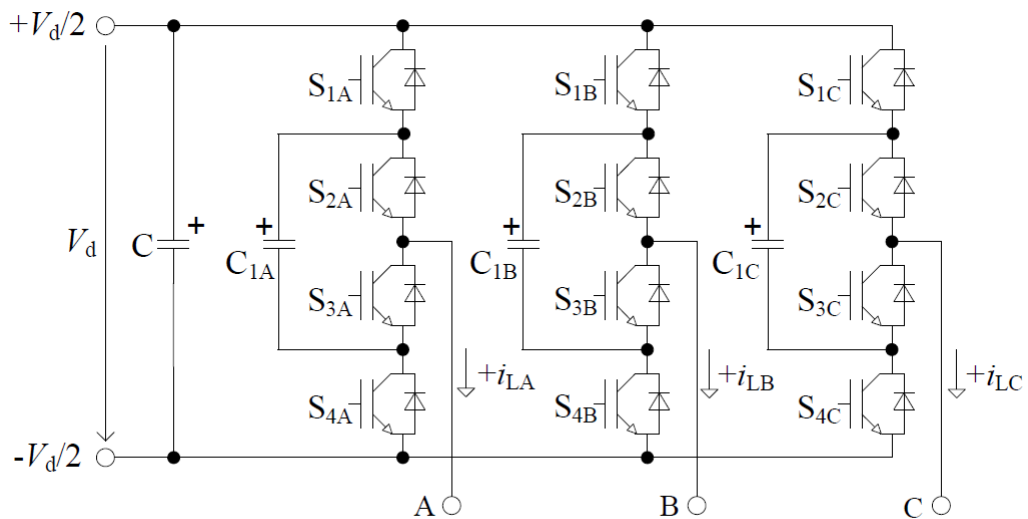 +Vd/2
S1A S1B S1C
S2A S2B S2C
+ + + +
Vd C C1A C1B C1C
S3A S3B S3C
+iLA +iLB +iLC
S4A S4B S4C
-Vd/2
A B C